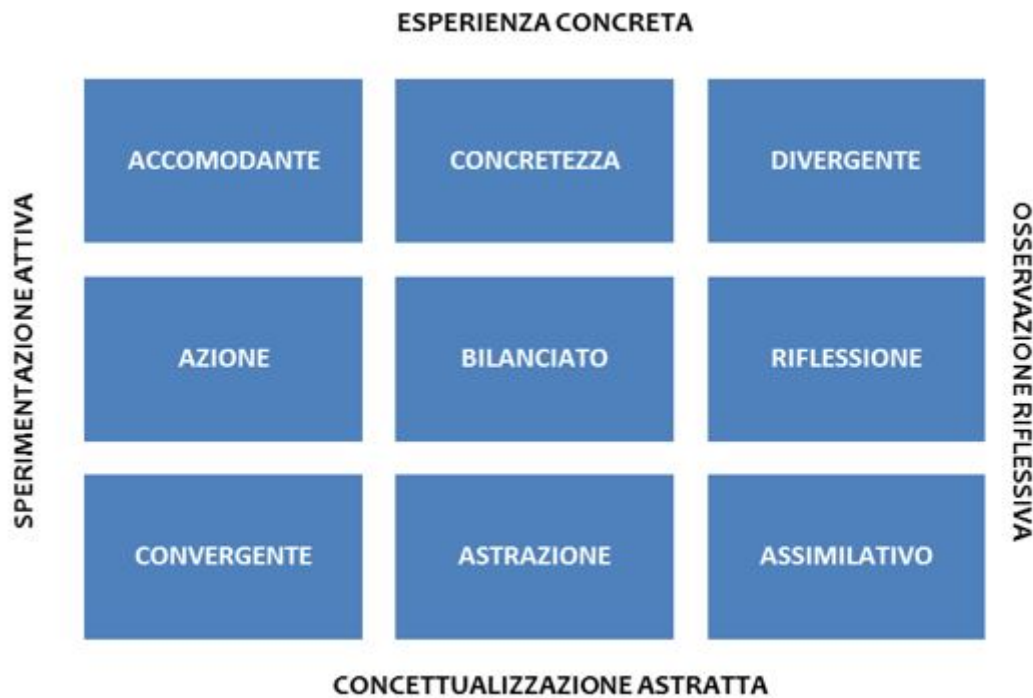 ESPERIENZA CONCRETA
ACCOMODANTE
CONCRETEZZA
DIVERGENTE
SPERIMENTAZIONE ATTIVA
OSSERVAZIONE RIFLESSIVA
AZIONE
BILANCIATO
RIFLESSIONE
CONVERGENTE
ASTRAZIONE
ASSIMILATIVO
CONCETTUALIZZAZIONE ASTRATTA